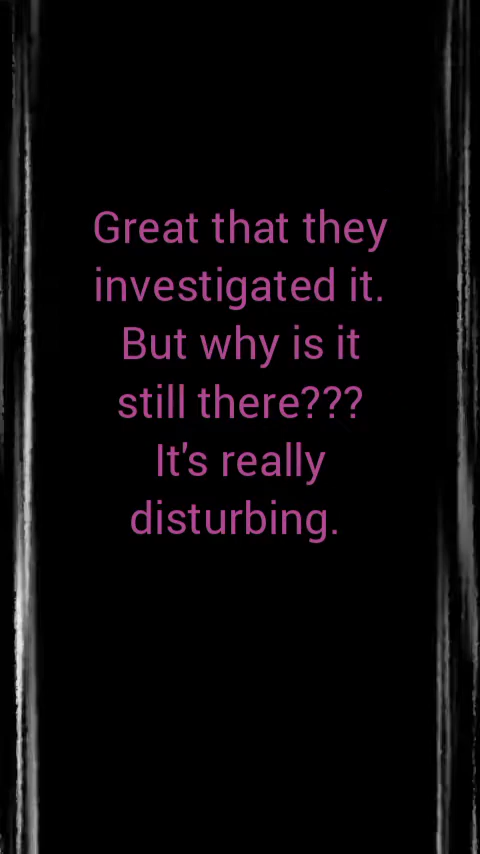 Great that they
investigated it.
But why is it
still there???
It's really
disturbing.